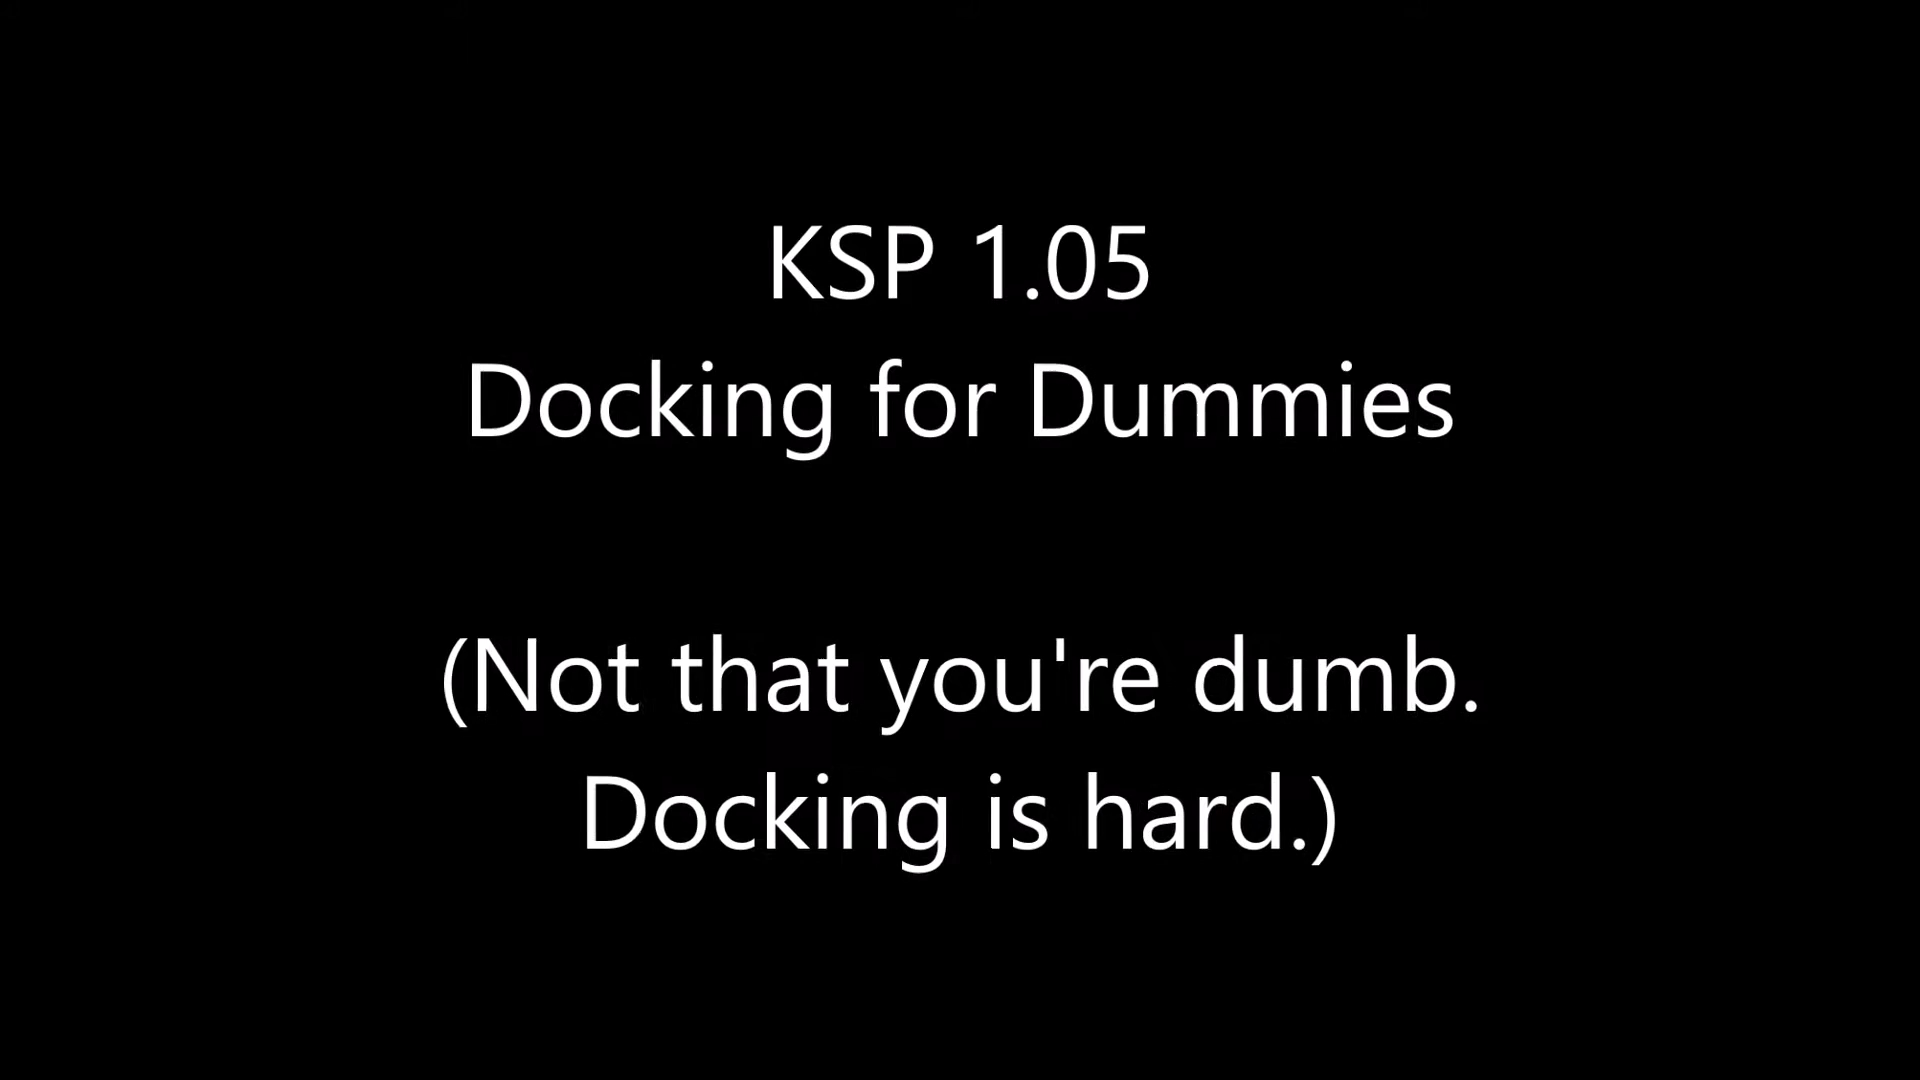 KSP 1.05
Docking for Dummies
(Not that you're dumb.
Docking is hard.)